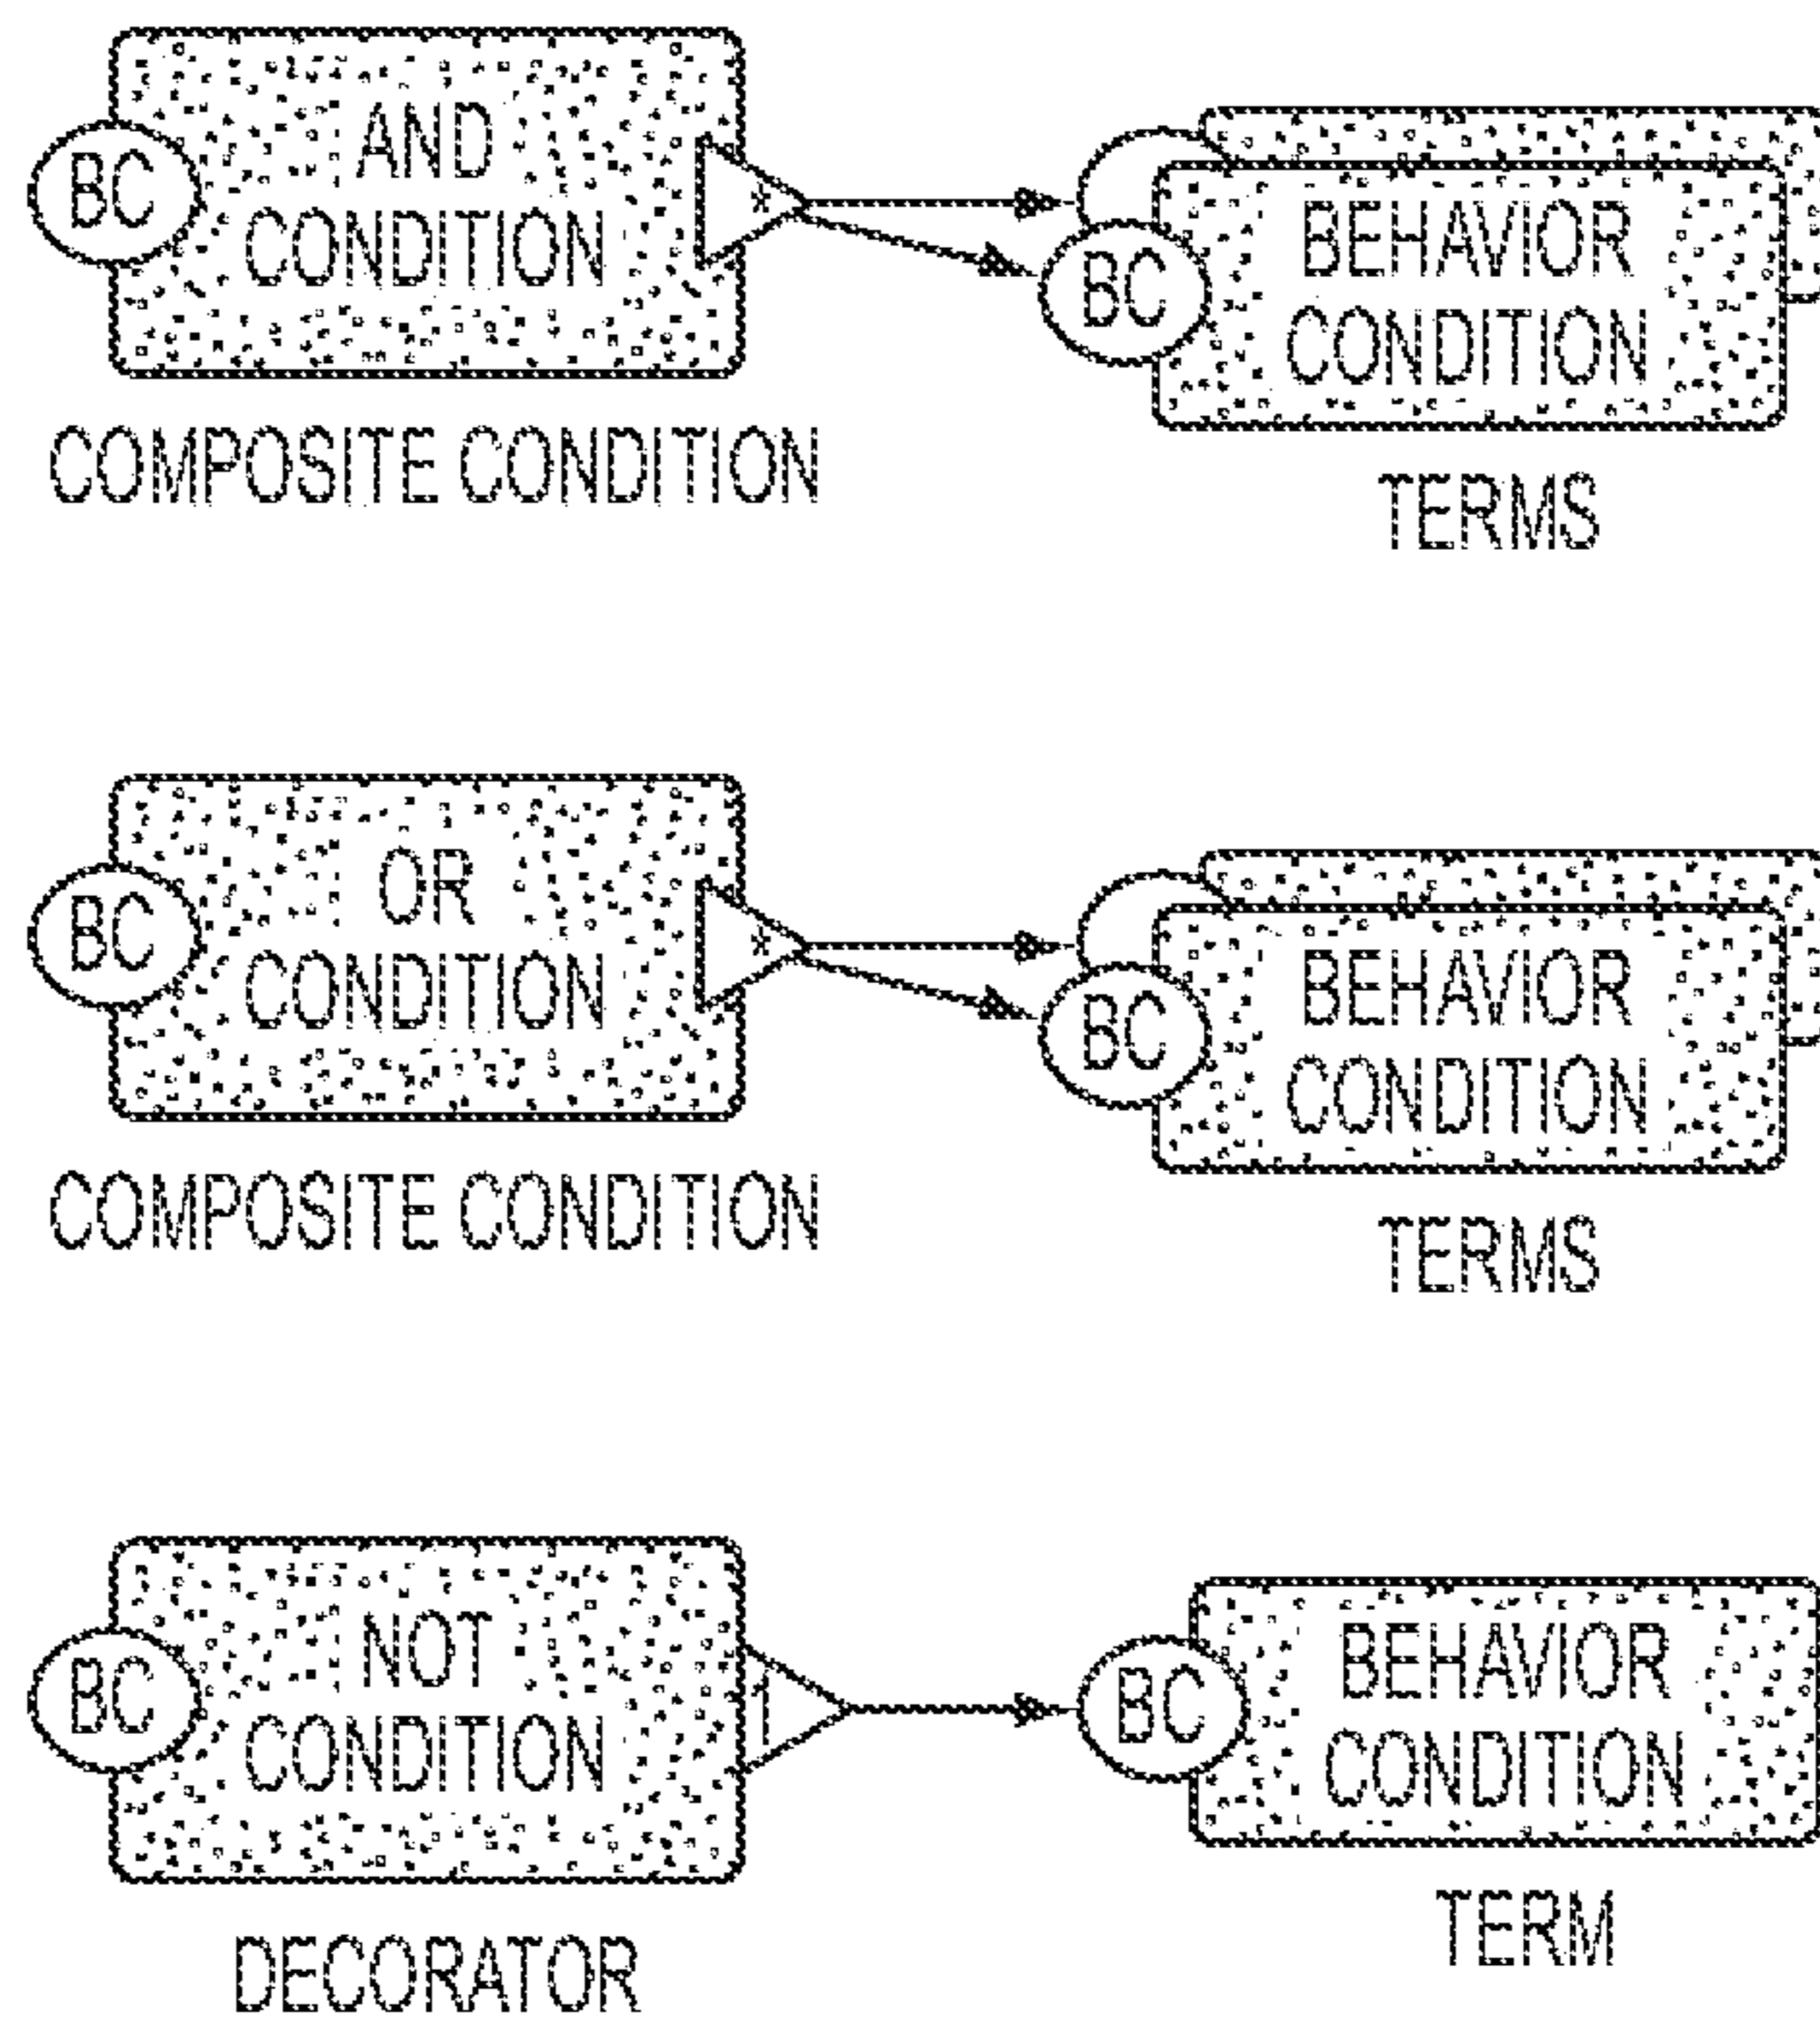 BC
AND
CONDITION
x
COMPOSITE CONDITION
BC
BEHAVIOR
CONDITION
TERMS
BC
OR
CONDITION
x
COMPOSITE CONDITION
BC
BEHAVIOR
CONDITION
TERMS
BC
NOT
CONDITION
1
DECORATOR
BC
BEHAVIOR
CONDITION
TERM